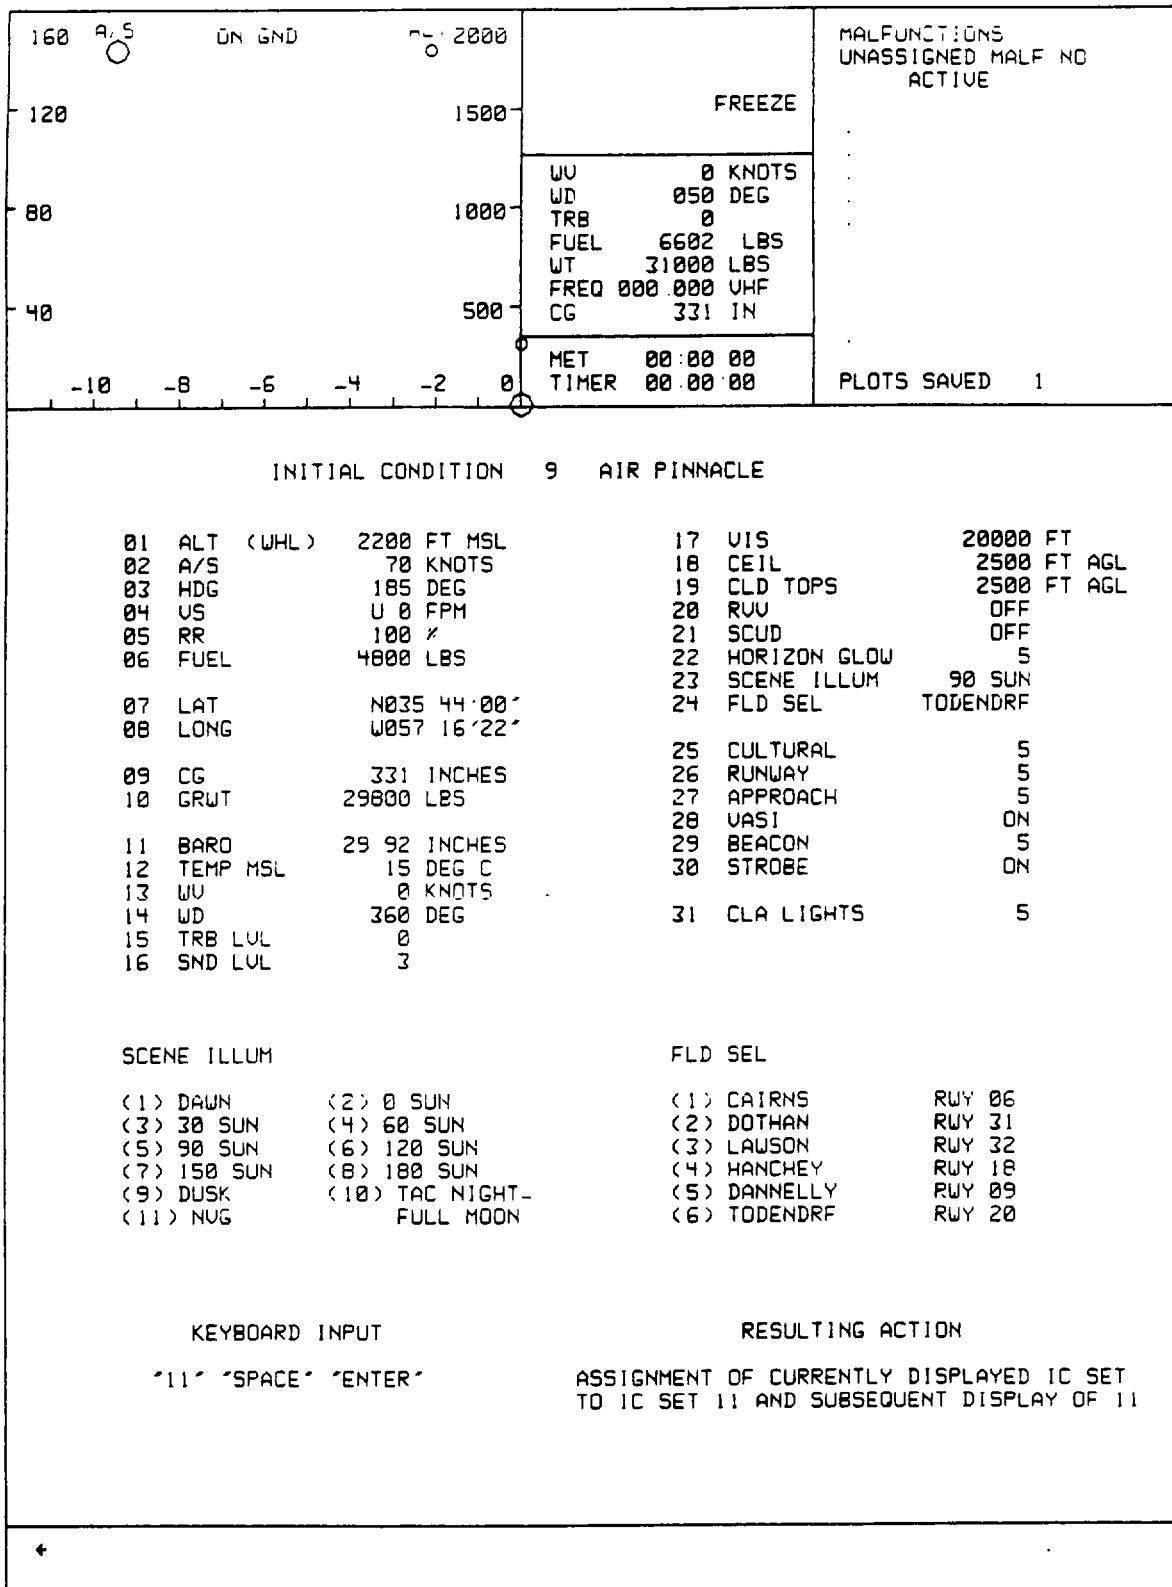 160 A/S ON GND 2000
120 1500
80 1000
40 500
-10 -8 -6 -4 -2 0
FREEZE
WV 0 KNOTS
WD 050 DEG
TRB 0
FUEL 6602 LBS
WT 31000 LBS
FREQ 000.000 VHF
CG 331 IN
MET 00:00 00
TIMER 00:00:00
MALFUNCTIONS
UNASSIGNED MALF NO
ACTIVE
PLOTS SAVED 1
INITIAL CONDITION 9 AIR PINNACLE
01 ALT (WHL) 2200 FT MSL
02 A/S 70 KNOTS
03 HDG 185 DEG
04 VS U 0 FPM
05 RR 100 %
06 FUEL 4800 LBS
07 LAT N035 44'00"
08 LONG W057 16'22"
09 CG 331 INCHES
10 GRWT 29800 LBS
11 BARO 29 92 INCHES
12 TEMP MSL 15 DEG C
13 WV 0 KNOTS
14 WD 360 DEG
15 TRB LVL 0
16 SND LVL 3
17 VIS 20000 FT
18 CEIL 2500 FT AGL
19 CLD TOPS 2500 FT AGL
20 RVV OFF
21 SCUD OFF
22 HORIZON GLOW 5
23 SCENE ILLUM 90 SUN
24 FLD SEL TODENDRF
25 CULTURAL 5
26 RUNWAY 5
27 APPROACH 5
28 VASI ON
29 BEACON 5
30 STROBE ON
31 CLA LIGHTS 5
SCENE ILLUM
(1) DAWN (2) 0 SUN
(3) 30 SUN (4) 60 SUN
(5) 90 SUN (6) 120 SUN
(7) 150 SUN (8) 180 SUN
(9) DUSK (10) TAC NIGHT-
(11) NVG FULL MOON
FLD SEL
(1) CAIRNS RWY 06
(2) DOTHAN RWY 31
(3) LAWSON RWY 32
(4) HANCHEY RWY 18
(5) DANNELLY RWY 09
(6) TODENDRF RWY 20
KEYBOARD INPUT
"11" "SPACE" "ENTER"
RESULTING ACTION
ASSIGNMENT OF CURRENTLY DISPLAYED IC SET
TO IC SET 11 AND SUBSEQUENT DISPLAY OF 11